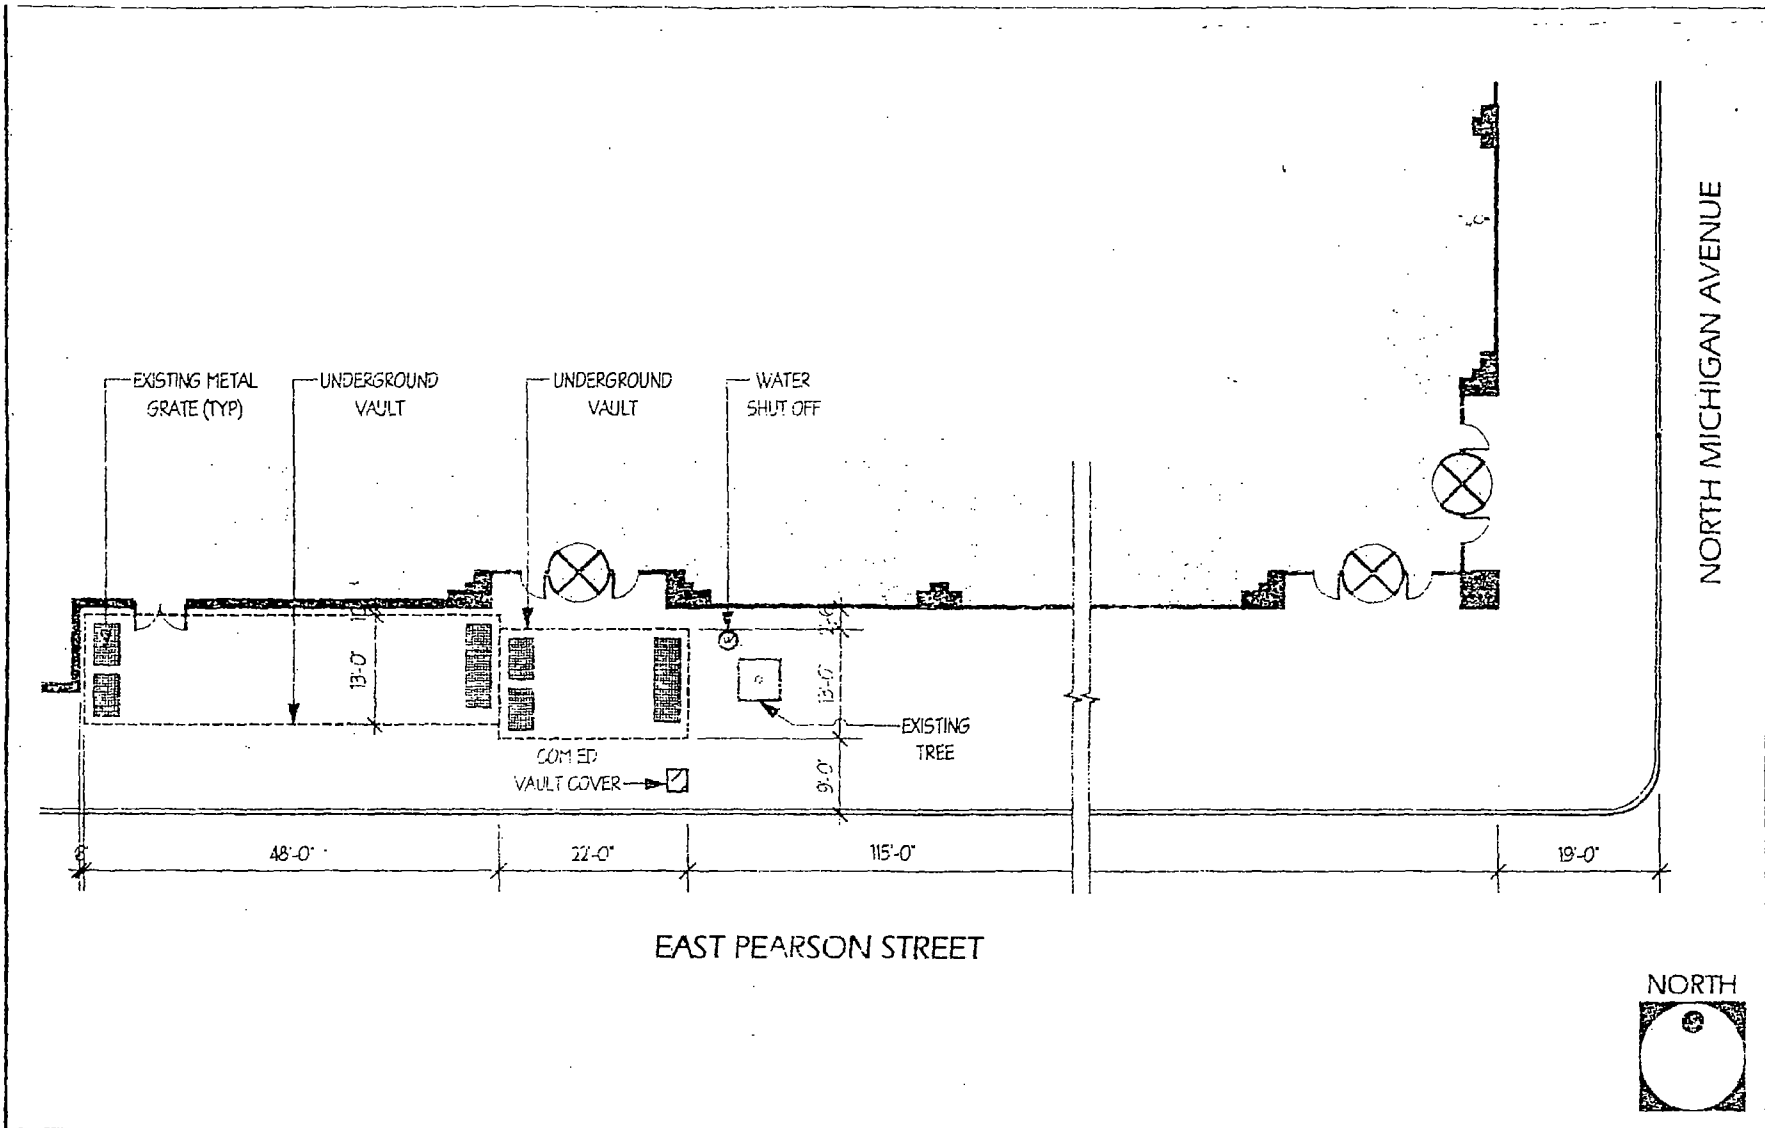 NORTH MICHIGAN AVENUE
EXISTING METAL
GRATE (TYP)
UNDERGROUND
VAULT
UNDERGROUND
VAULT
WATER
SHUT OFF
13'-0"
2'-6"
13'-0"
9'-0"
EXISTING
TREE
COM ED
VAULT COVER
48'-0"
22'-0"
115'-0"
19'-0"
EAST PEARSON STREET
NORTH